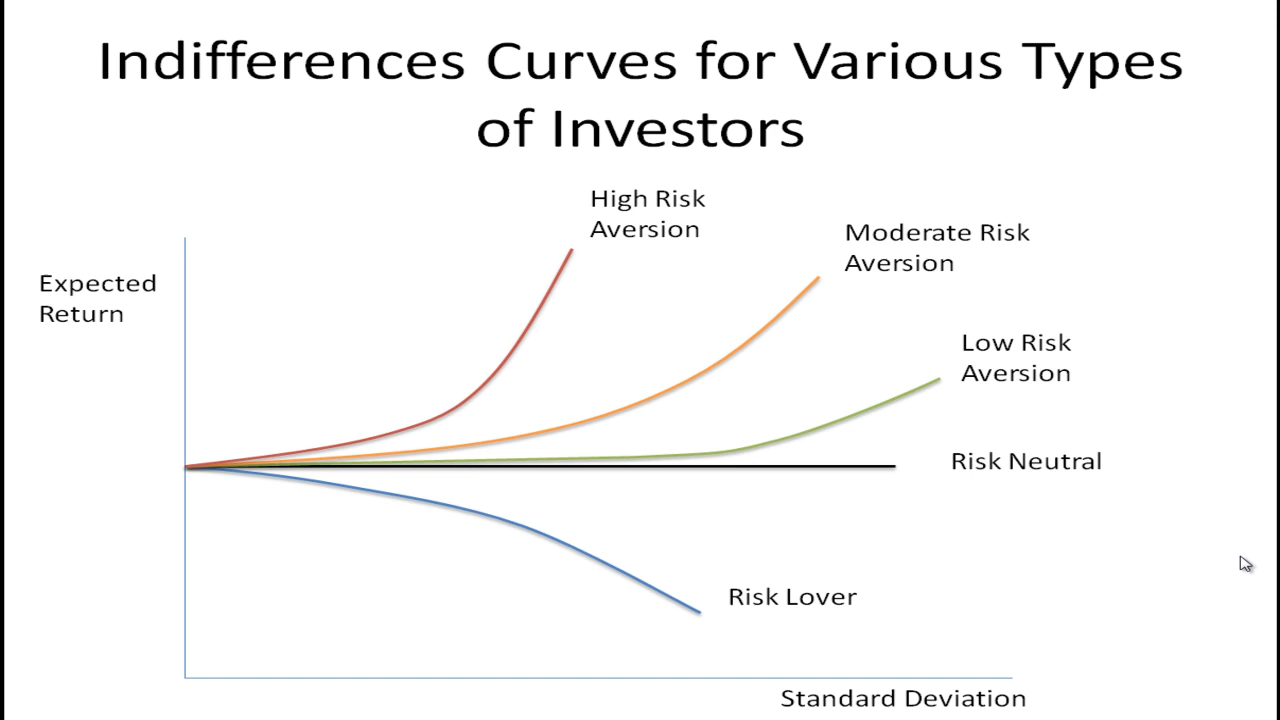 Indifferences Curves for Various Types
of Investors
High Risk
Aversion
Moderate Risk
Aversion
Expected
Return
Low Risk
Aversion
Risk Neutral
Risk Lover
Standard Deviation